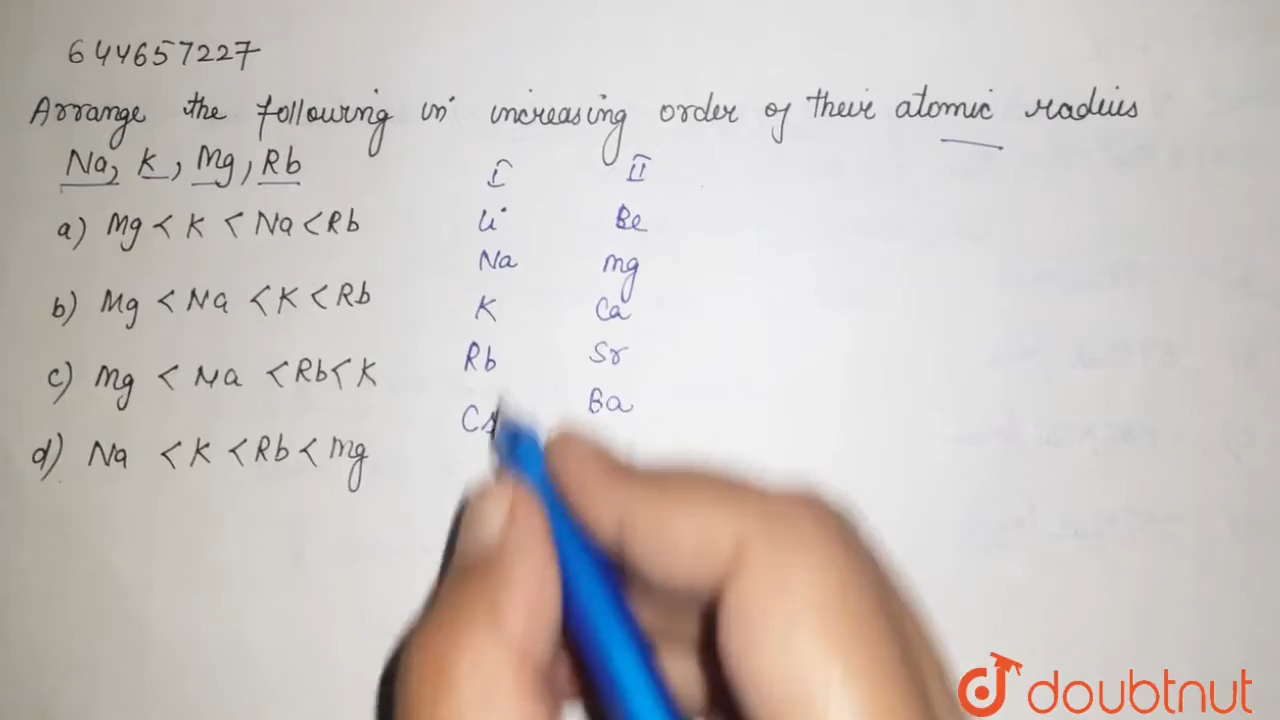 644657227
Arrange the following in increasing order of their atomic radius
Na, K, Mg, Rb
a) Mg < K < Na < Rb
b) Mg < Na < K < Rb
c) Mg < Na < Rb < K
d) Na < K < Rb < Mg
I II
Li Be
Na Mg
K Ca
Rb Sr
Cs Ba
doubtnut